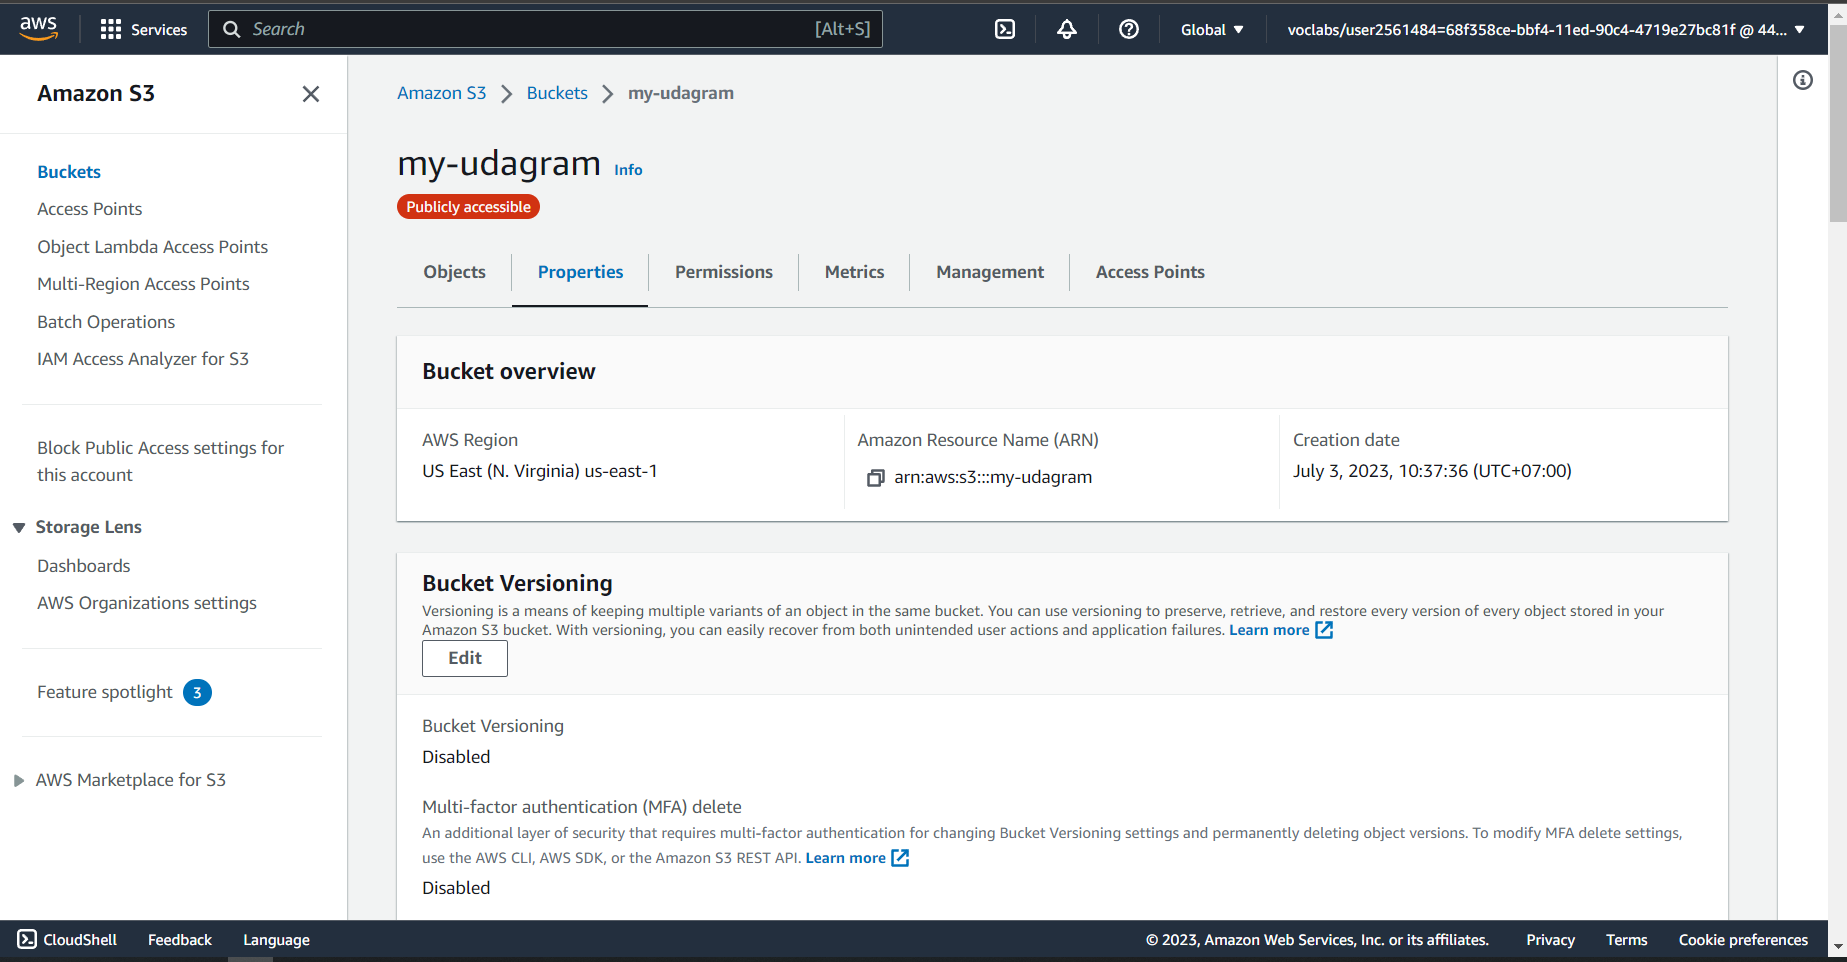 aws
Services
Search
[Alt+S]
Global
voclabs/user2561484=68f358ce-bbf4-11ed-90c4-4719e27bc81f @ 44...
Amazon S3
Buckets
Access Points
Object Lambda Access Points
Multi-Region Access Points
Batch Operations
IAM Access Analyzer for S3
Block Public Access settings for
this account
Storage Lens
Dashboards
AWS Organizations settings
Feature spotlight 3
AWS Marketplace for S3
Amazon S3 > Buckets > my-udagram
my-udagram Info
Publicly accessible
Objects
Properties
Permissions
Metrics
Management
Access Points
Bucket overview
AWS Region
US East (N. Virginia) us-east-1
Amazon Resource Name (ARN)
arn:aws:s3:::my-udagram
Creation date
July 3, 2023, 10:37:36 (UTC+07:00)
Bucket Versioning
Versioning is a means of keeping multiple variants of an object in the same bucket. You can use versioning to preserve, retrieve, and restore every version of every object stored in your
Amazon S3 bucket. With versioning, you can easily recover from both unintended user actions and application failures. Learn more
Edit
Bucket Versioning
Disabled
Multi-factor authentication (MFA) delete
An additional layer of security that requires multi-factor authentication for changing Bucket Versioning settings and permanently deleting object versions. To modify MFA delete settings,
use the AWS CLI, AWS SDK, or the Amazon S3 REST API. Learn more
Disabled
CloudShell
Feedback
Language
© 2023, Amazon Web Services, Inc. or its affiliates.
Privacy
Terms
Cookie preferences